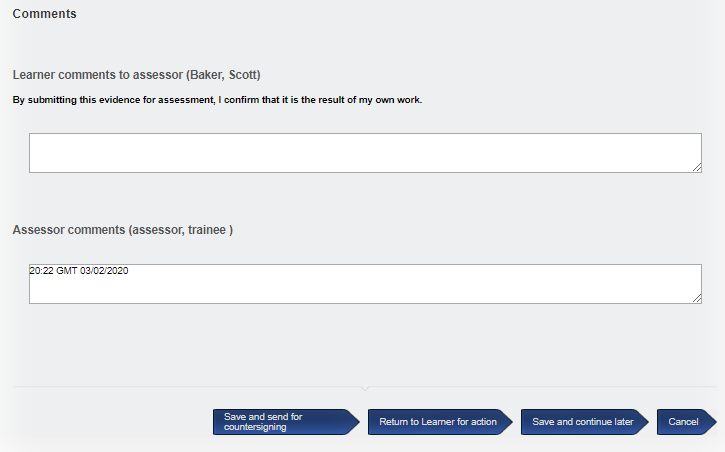 Comments
Learner comments to assessor (Baker, Scott)
By submitting this evidence for assessment, I confirm that it is the result of my own work.
Assessor comments (assessor, trainee )
20:22 GMT 03/02/2020
Save and send for
countersigning
Return to Learner for action
Save and continue later
Cancel